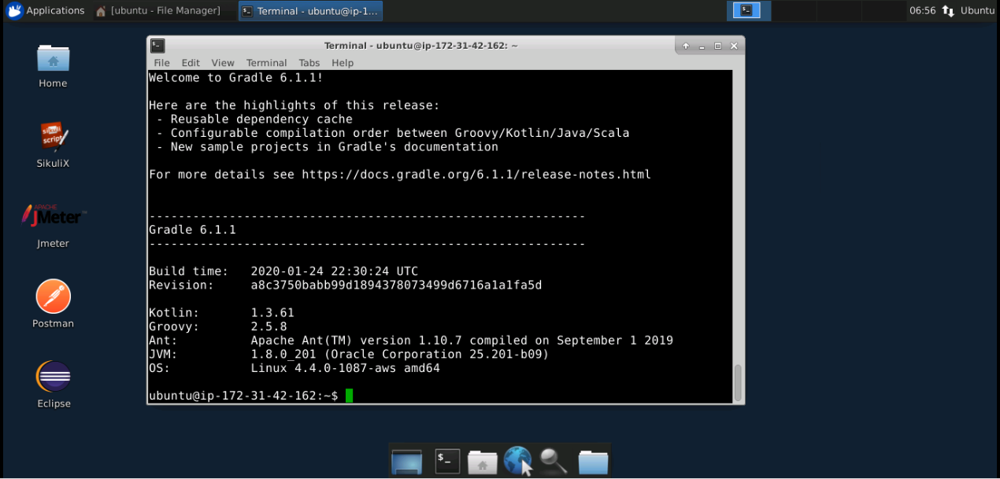 Applications
[ubuntu - File Manager]
Terminal - ubuntu@ip-1...
06:56
Ubuntu
Home
sikuli
script
SikuliX
APACHE
JMeter
Jmeter
Postman
Eclipse
Terminal - ubuntu@ip-172-31-42-162: ~
File Edit View Terminal Tabs Help
Welcome to Gradle 6.1.1!
Here are the highlights of this release:
- Reusable dependency cache
- Configurable compilation order between Groovy/Kotlin/Java/Scala
- New sample projects in Gradle's documentation
For more details see https://docs.gradle.org/6.1.1/release-notes.html
------------------------------------------------------------
Gradle 6.1.1
------------------------------------------------------------
Build time: 2020-01-24 22:30:24 UTC
Revision: a8c3750babb99d1894378073499d6716a1a1fa5d
Kotlin: 1.3.61
Groovy: 2.5.8
Ant: Apache Ant(TM) version 1.10.7 compiled on September 1 2019
JVM: 1.8.0_201 (Oracle Corporation 25.201-b09)
OS: Linux 4.4.0-1087-aws amd64
ubuntu@ip-172-31-42-162:~$